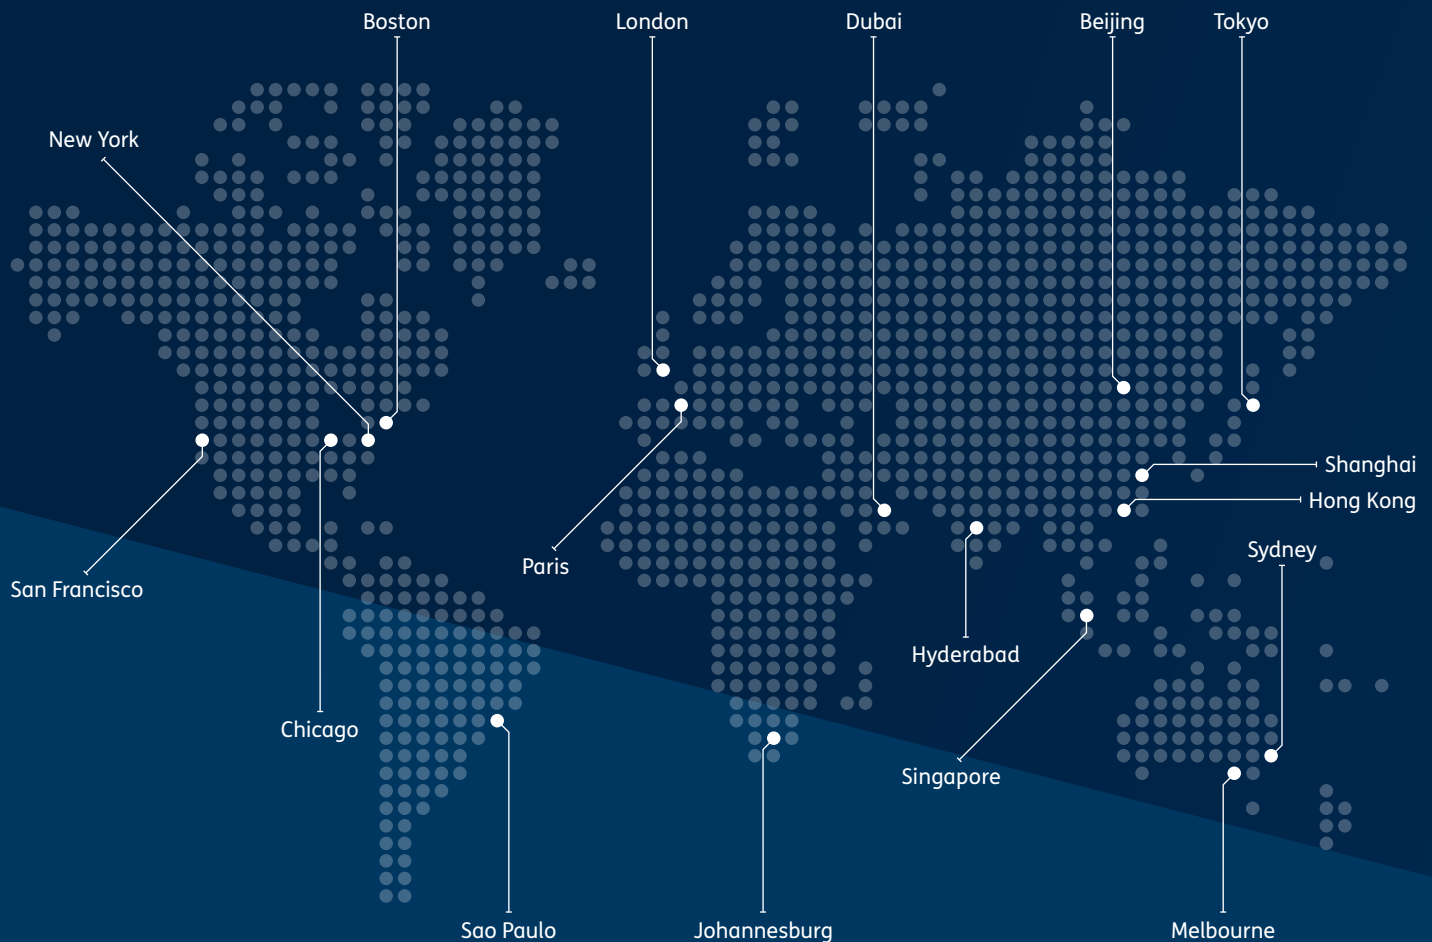 Boston
London
Dubai
Beijing
Tokyo
New York
Shanghai
Hong Kong
Sydney
Paris
San Francisco
Hyderabad
Chicago
Singapore
Sao Paulo
Johannesburg
Melbourne